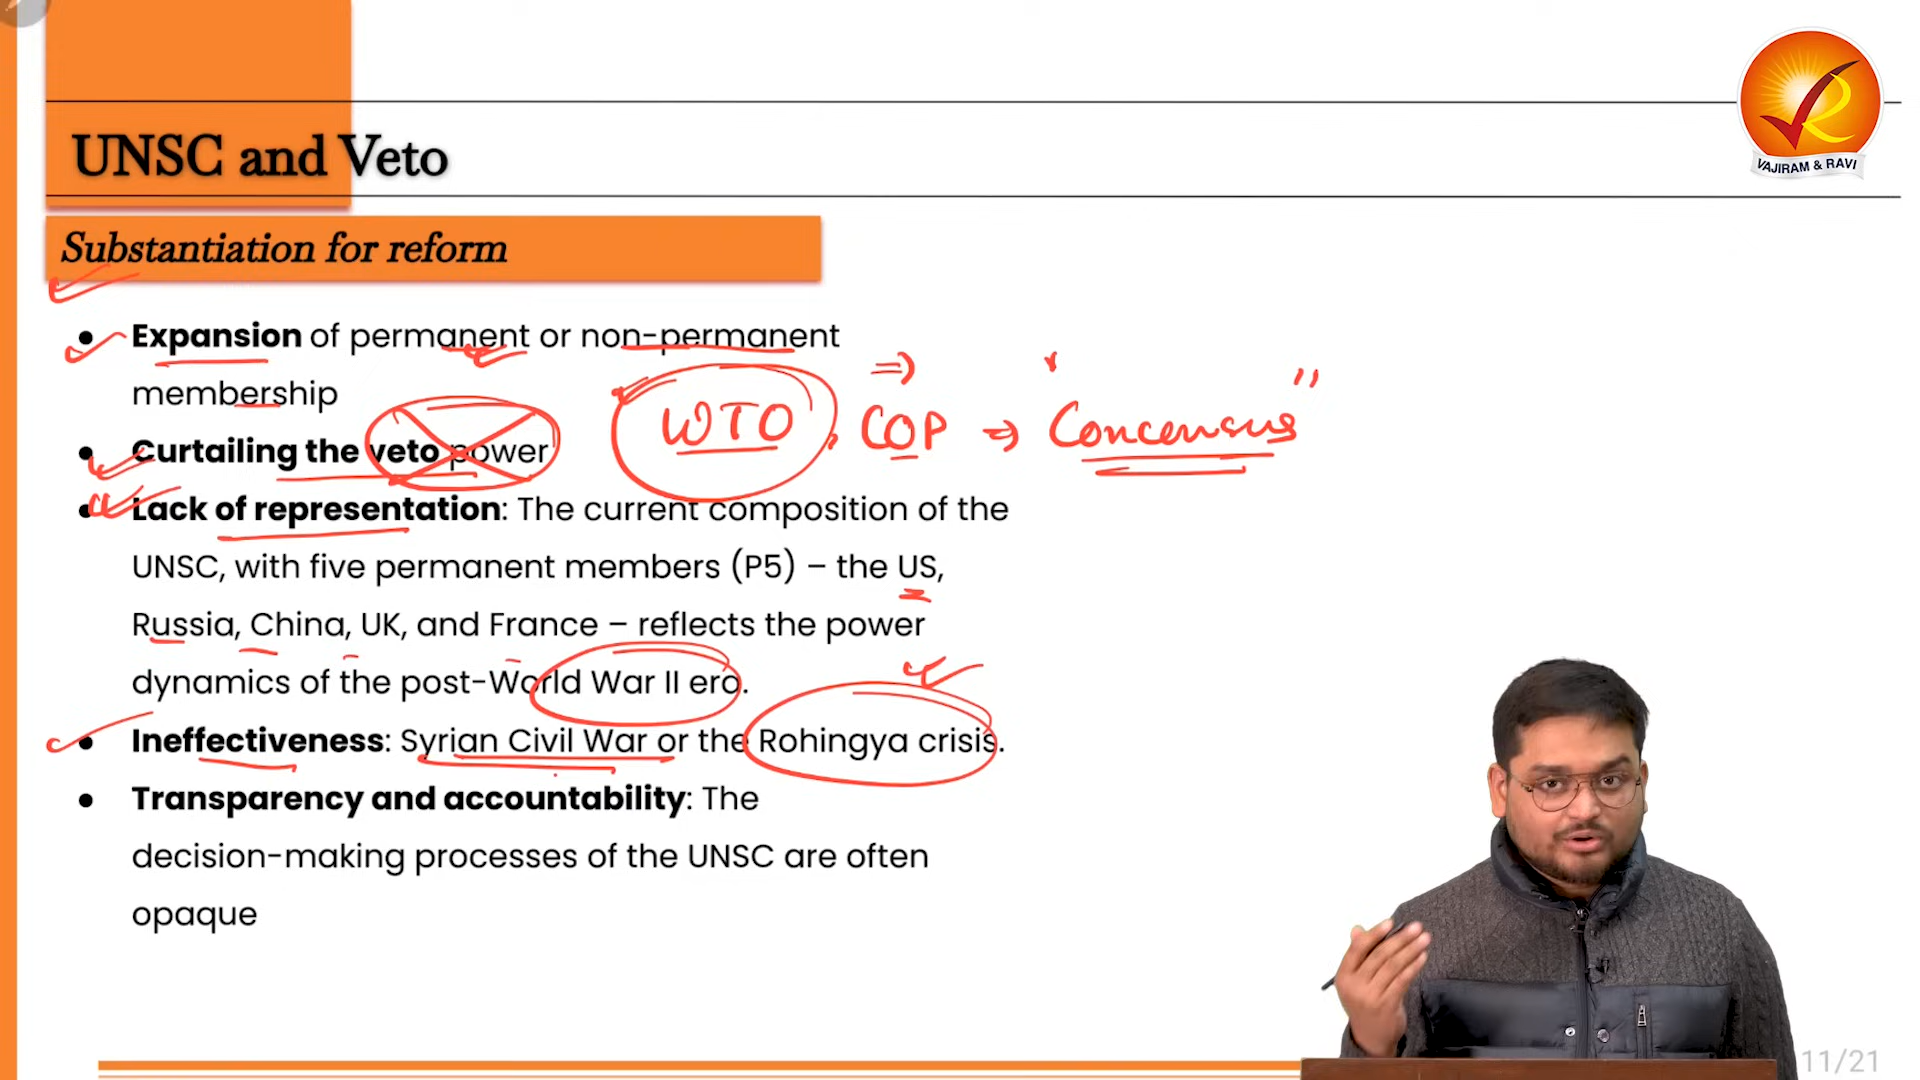 VAJIRAM & RAVI
UNSC and Veto
Substantiation for reform
● Expansion of permanent or non-permanent
membership
WTO, COP ⇒ "Concensus"
● Curtailing the veto power
● Lack of representation: The current composition of the
UNSC, with five permanent members (P5) – the US,
Russia, China, UK, and France – reflects the power
dynamics of the post-World War II era.
● Ineffectiveness: Syrian Civil War or the Rohingya crisis.
● Transparency and accountability: The
decision-making processes of the UNSC are often
opaque
11/21